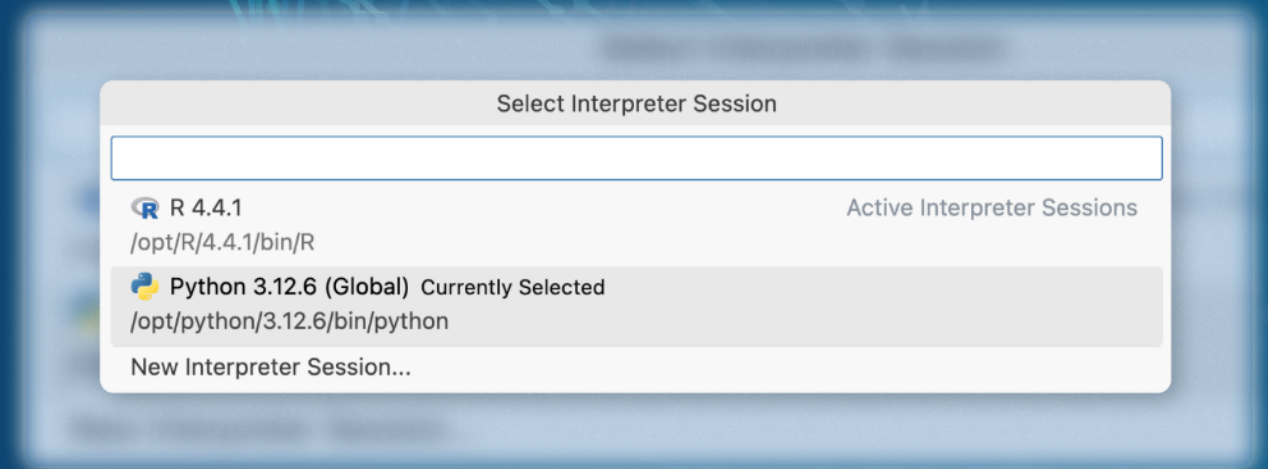 Select Interpreter Session
R 4.4.1 Active Interpreter Sessions
/opt/R/4.4.1/bin/R
Python 3.12.6 (Global) Currently Selected
/opt/python/3.12.6/bin/python
New Interpreter Session...